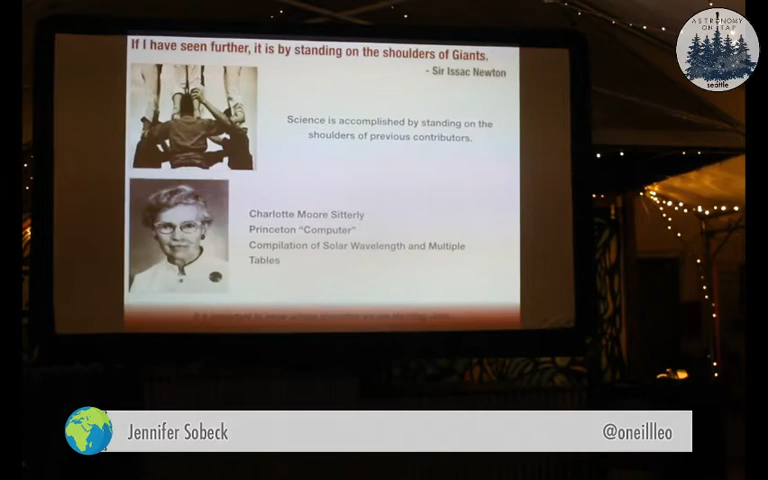 If I have seen further, it is by standing on the shoulders of Giants.
- Sir Issac Newton
Science is accomplished by standing on the
shoulders of previous contributors.
Charlotte Moore Sitterly
Princeton "Computer"
Compilation of Solar Wavelength and Multiple
Tables
ASTRONOMY
ON TAP
seattle
Jennifer Sobeck
@oneillleo